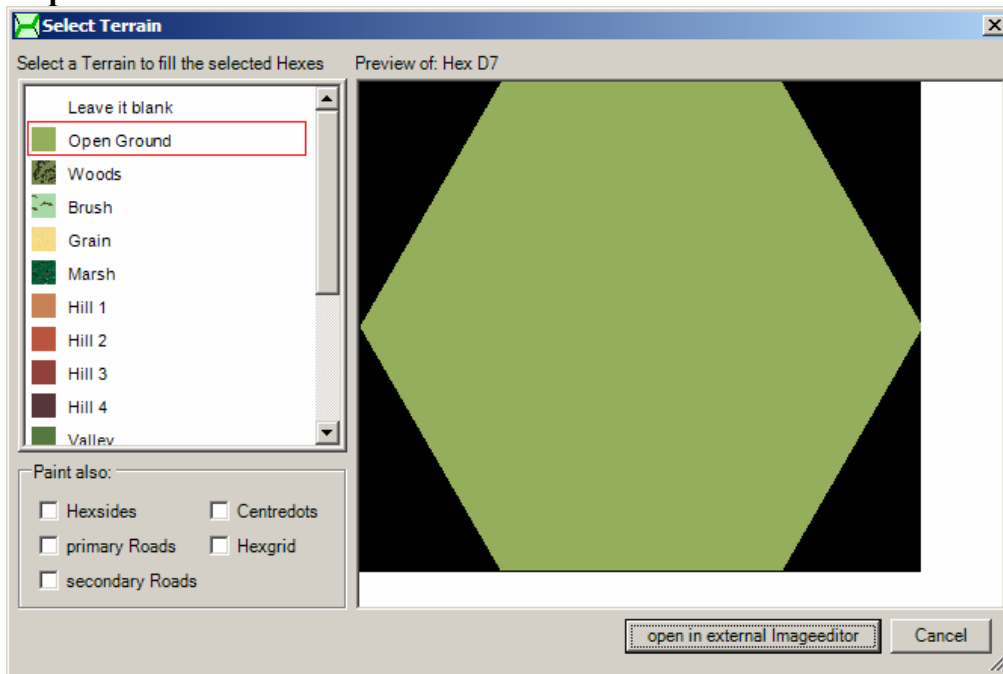 Select Terrain
Select a Terrain to fill the selected Hexes
Preview of: Hex D7
Leave it blank
Open Ground
Woods
Brush
Grain
Marsh
Hill 1
Hill 2
Hill 3
Hill 4
Valley
Paint also:
Hexsides
Centredots
primary Roads
Hexgrid
secondary Roads
open in external Imageeditor
Cancel